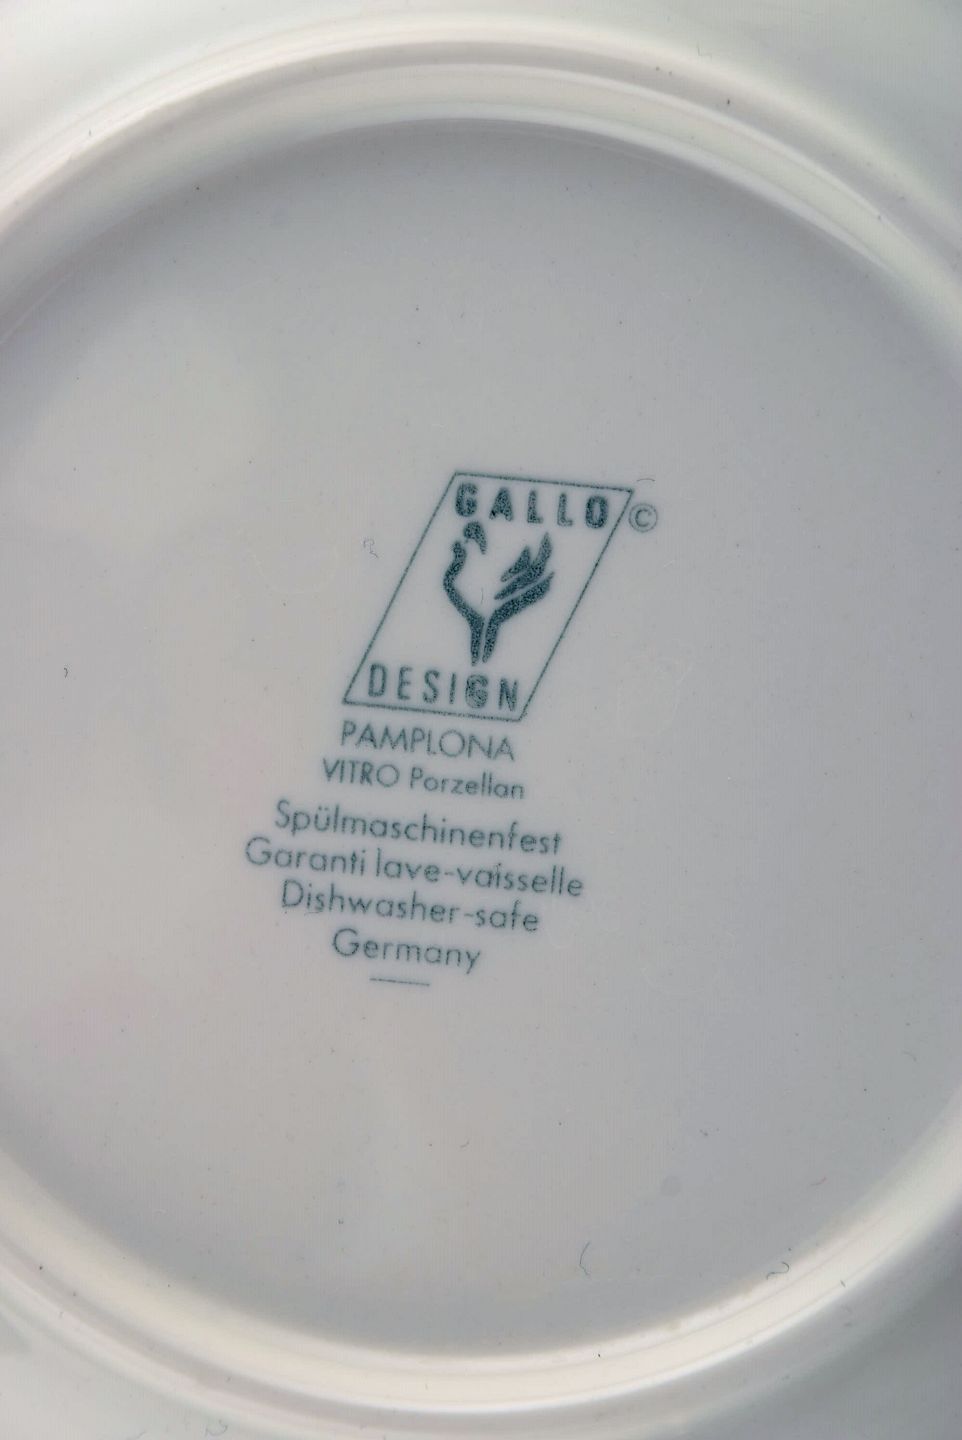 GALLO
©
DESIGN
PAMPLONA
VITRO Porzellan
Spülmaschinenfest
Garanti lave-vaisselle
Dishwasher-safe
Germany